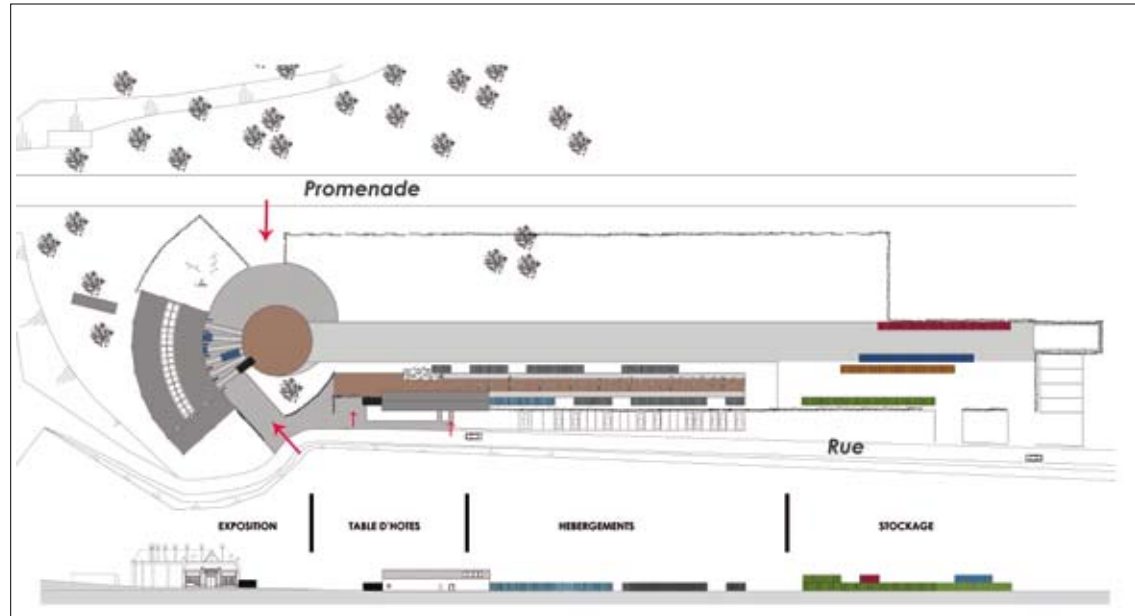 Promenade
Rue
EXPOSITION
TABLE D'HOTES
HEBERGEMENTS
STOCKAGE